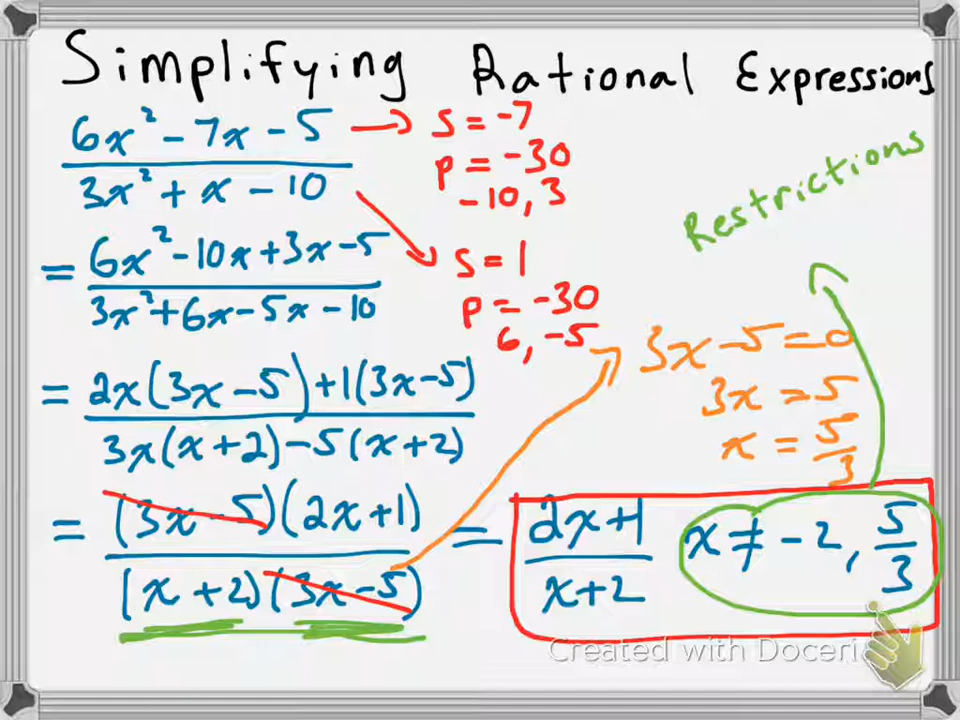 Simplifying Rational Expressions
6x² - 7x - 5 / 3x² + x - 10
s = -7
p = -30
-10, 3
Restrictions
s = 1
p = -30
6, -5
= 6x² - 10x + 3x - 5 / 3x² + 6x - 5x - 10
3x - 5 = 0
3x = 5
x = 5/3
= 2x(3x - 5) + 1(3x - 5) / 3x(x + 2) - 5(x + 2)
= (3x - 5)(2x + 1) / (x + 2)(3x - 5) = 2x + 1 / x + 2 x ≠ -2, 5/3
Created with Doceri